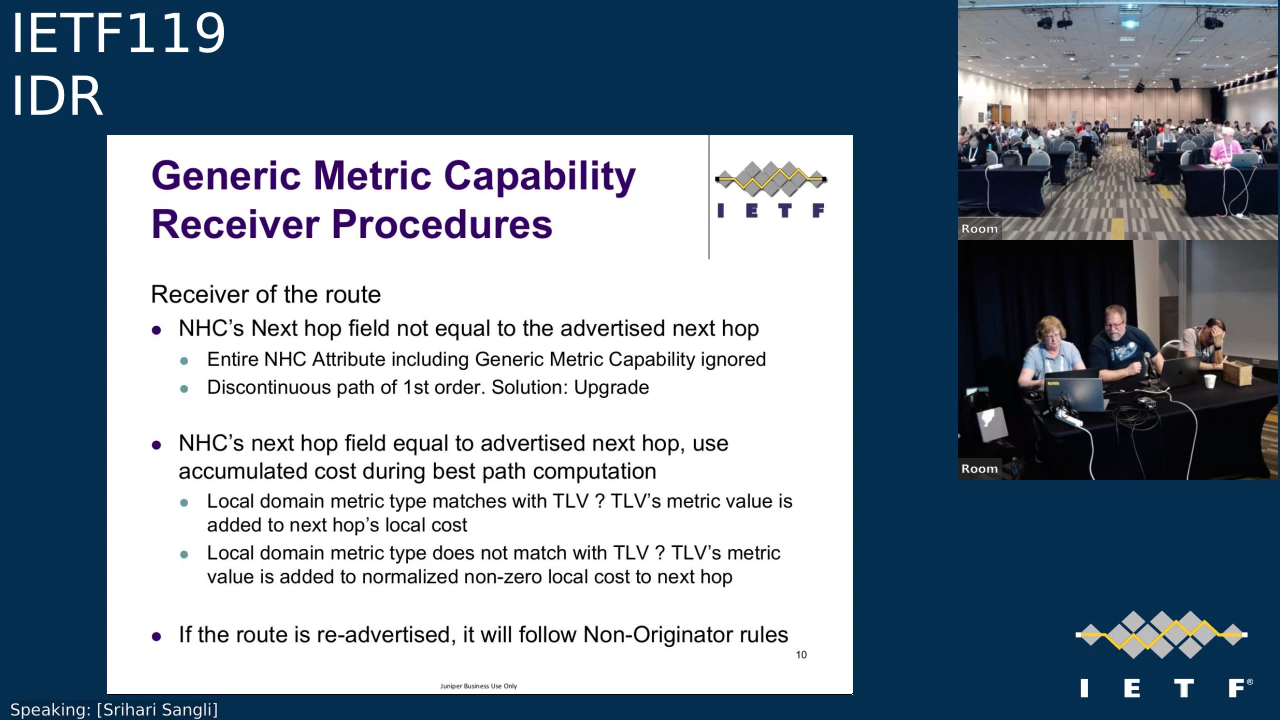 IETF119
IDR
Generic Metric Capability
Receiver Procedures
I E T F
Receiver of the route
NHC's Next hop field not equal to the advertised next hop
Entire NHC Attribute including Generic Metric Capability ignored
Discontinuous path of 1st order. Solution: Upgrade
NHC's next hop field equal to advertised next hop, use
accumulated cost during best path computation
Local domain metric type matches with TLV ? TLV's metric value is
added to next hop's local cost
Local domain metric type does not match with TLV ? TLV's metric
value is added to normalized non-zero local cost to next hop
If the route is re-advertised, it will follow Non-Originator rules
10
Juniper Business Use Only
Room
Room
I E T F®
Speaking: [Srihari Sangli]